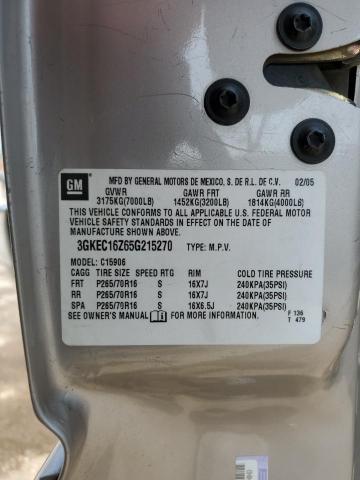 GM
MFD BY GENERAL MOTORS DE MEXICO, S. DE R.L. DE C.V. 02/05
GVWR GAWR FRT GAWR RR
3175KG(7000LB) 1452KG(3200LB) 1814KG(4000LB)
THIS VEHICLE CONFORMS TO ALL APPLICABLE U.S. FEDERAL MOTOR
VEHICLE SAFETY STANDARDS IN EFFECT ON THE DATE OF
MANUFACTURE SHOWN ABOVE.
3GKEC16Z65G215270 TYPE: M.P.V.
MODEL: C15906
CAGG TIRE SIZE SPEED RTG RIM COLD TIRE PRESSURE
FRT P265/70R16 S 16X7J 240KPA(35PSI)
RR P265/70R16 S 16X7J 240KPA(35PSI)
SPA P265/70R16 S 16X6.5J 240KPA(35PSI)
SEE OWNER'S MANUAL FOR MORE INFORMATION
F 136
T 479